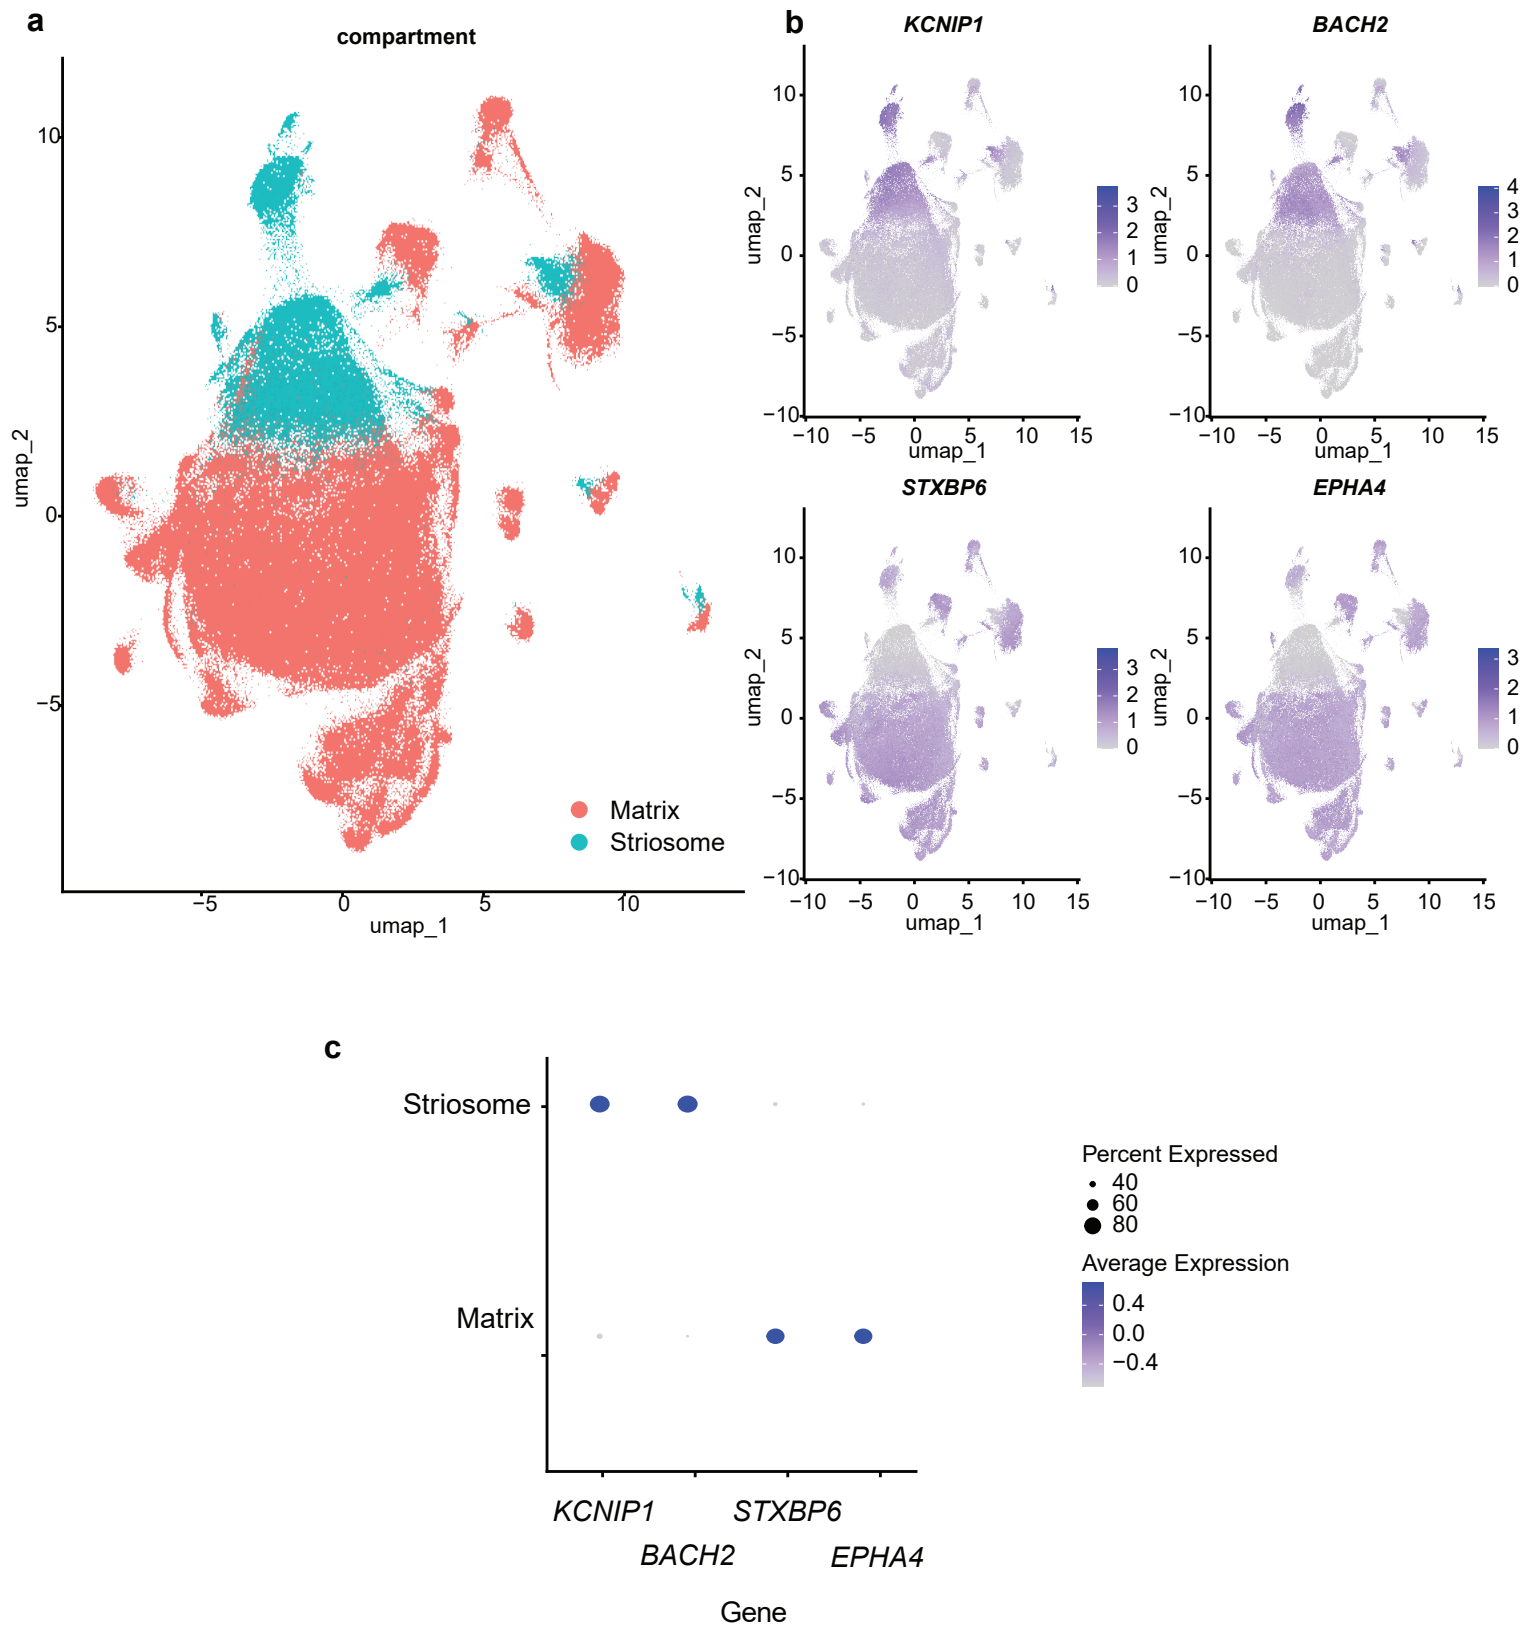 a
compartment
10
5
0
−5
umap_2
−5
0
5
10
umap_1
Matrix
Striosome
b
KCNIP1
10
5
0
−5
−10
umap_2
−10
−5
0
5
10
15
umap_1
3
2
1
0
BACH2
10
5
0
−5
−10
umap_2
−10
−5
0
5
10
15
umap_1
4
3
2
1
0
STXBP6
10
5
0
−5
−10
umap_2
−10
−5
0
5
10
15
umap_1
3
2
1
0
EPHA4
10
5
0
−5
−10
umap_2
−10
−5
0
5
10
15
umap_1
3
2
1
0
c
Striosome
Matrix
KCNIP1
BACH2
STXBP6
EPHA4
Gene
Percent Expressed
40
60
80
Average Expression
0.4
0.0
−0.4